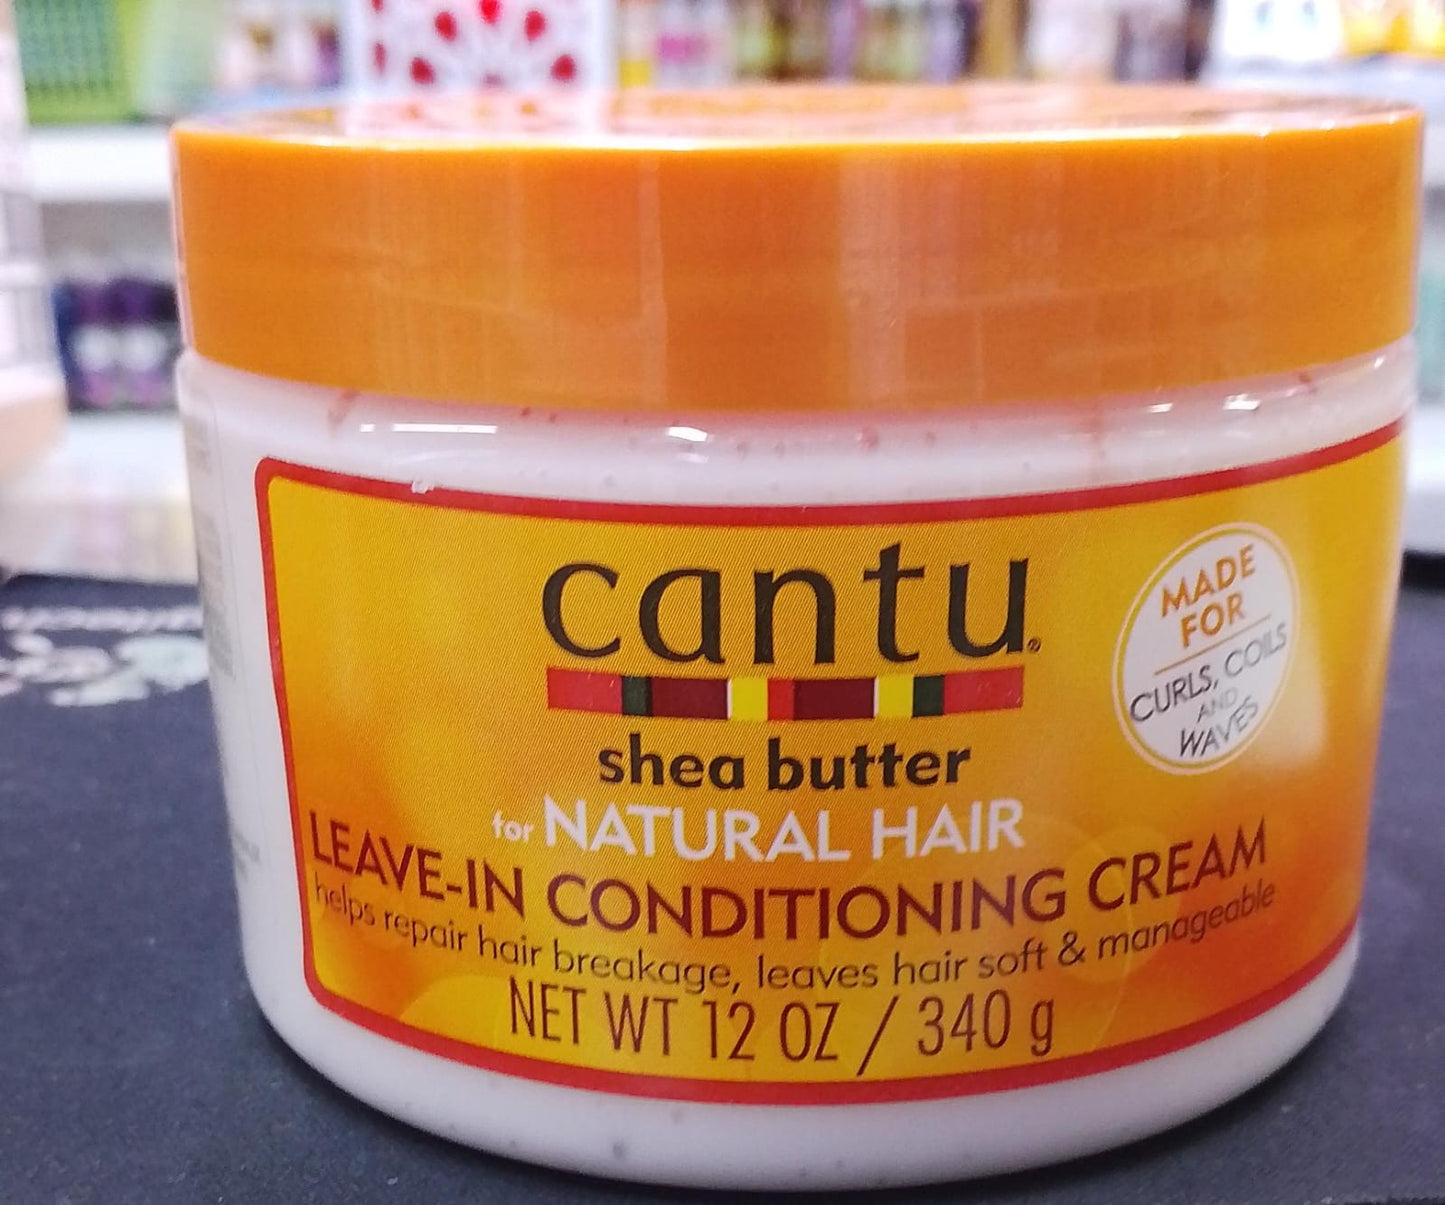 cantu®
shea butter
for NATURAL HAIR
LEAVE-IN CONDITIONING CREAM
helps repair hair breakage, leaves hair soft & manageable
NET WT 12 OZ / 340 g
MADE
FOR
CURLS, COILS
AND
WAVES